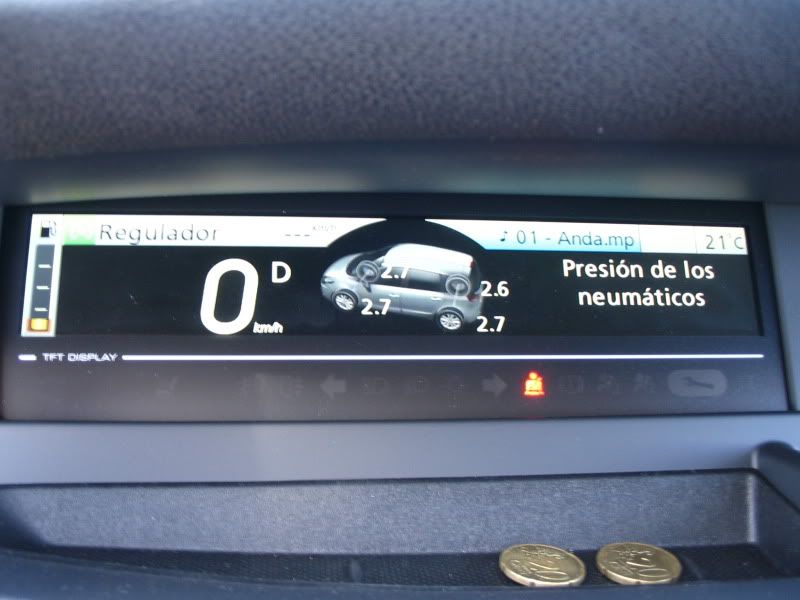 Regulador
---km/h
♪ 01 - Anda.mp
21°C
0 D
km/h
2.7
2.6
2.7
2.7
Presión de los
neumáticos
TFT DISPLAY